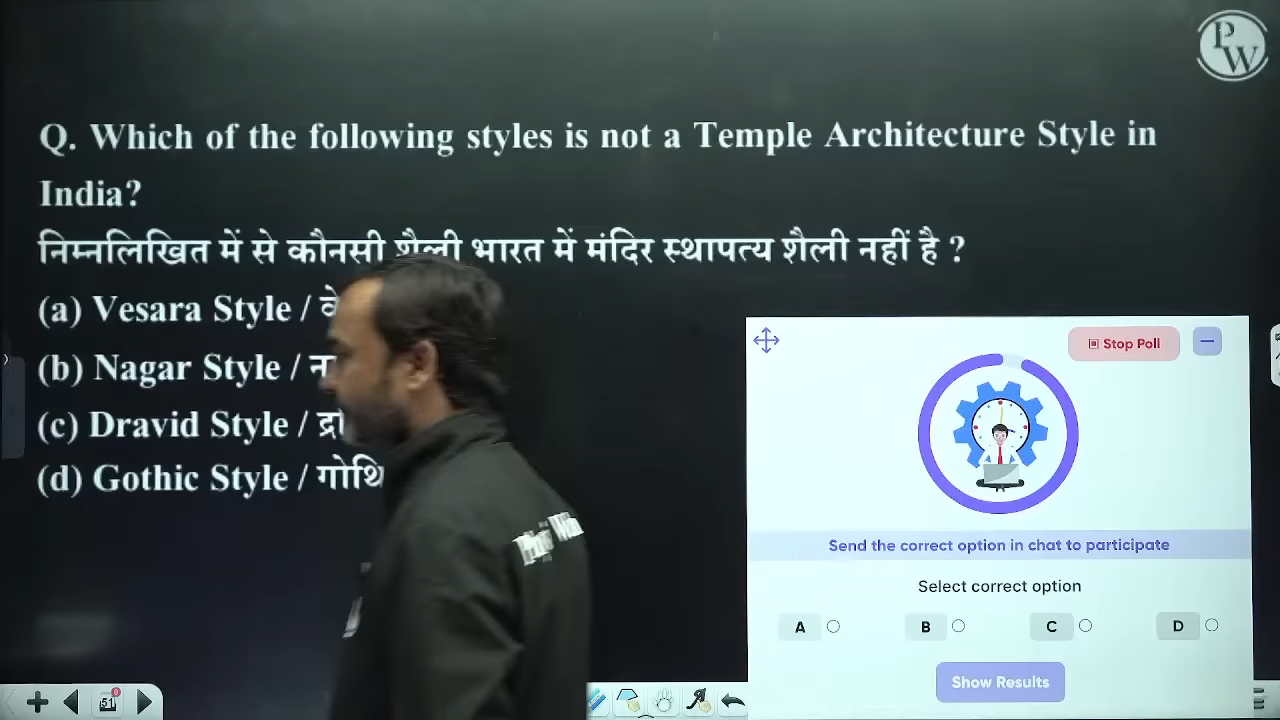 PW
Q. Which of the following styles is not a Temple Architecture Style in
India?
निम्नलिखित में से कौनसी शैली भारत में मंदिर स्थापत्य शैली नहीं है ?
(a) Vesara Style /
(b) Nagar Style /
(c) Dravid Style /
(d) Gothic Style /
Stop Poll
Send the correct option in chat to participate
Select correct option
A
B
C
D
Show Results
51